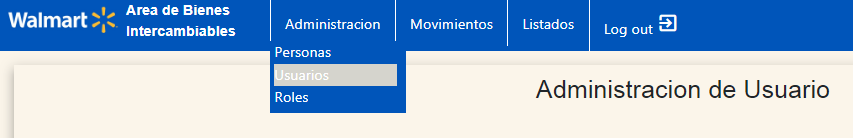 Walmart
Area de Bienes
Intercambiables
Administracion
Movimientos
Listados
Log out
Personas
Usuarios
Roles
Administracion de Usuario